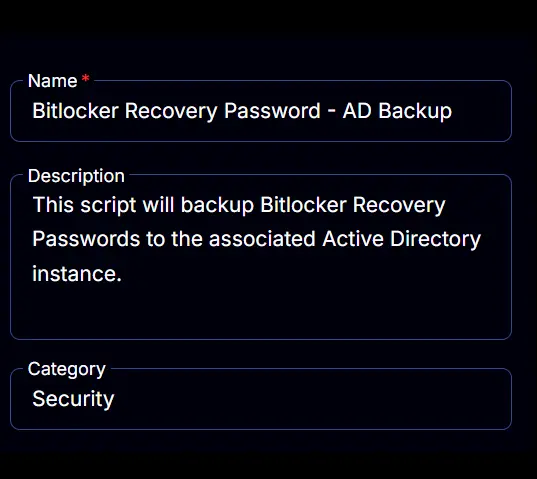 Name *
Bitlocker Recovery Password - AD Backup
Description
This script will backup Bitlocker Recovery
Passwords to the associated Active Directory
instance.
Category
Security